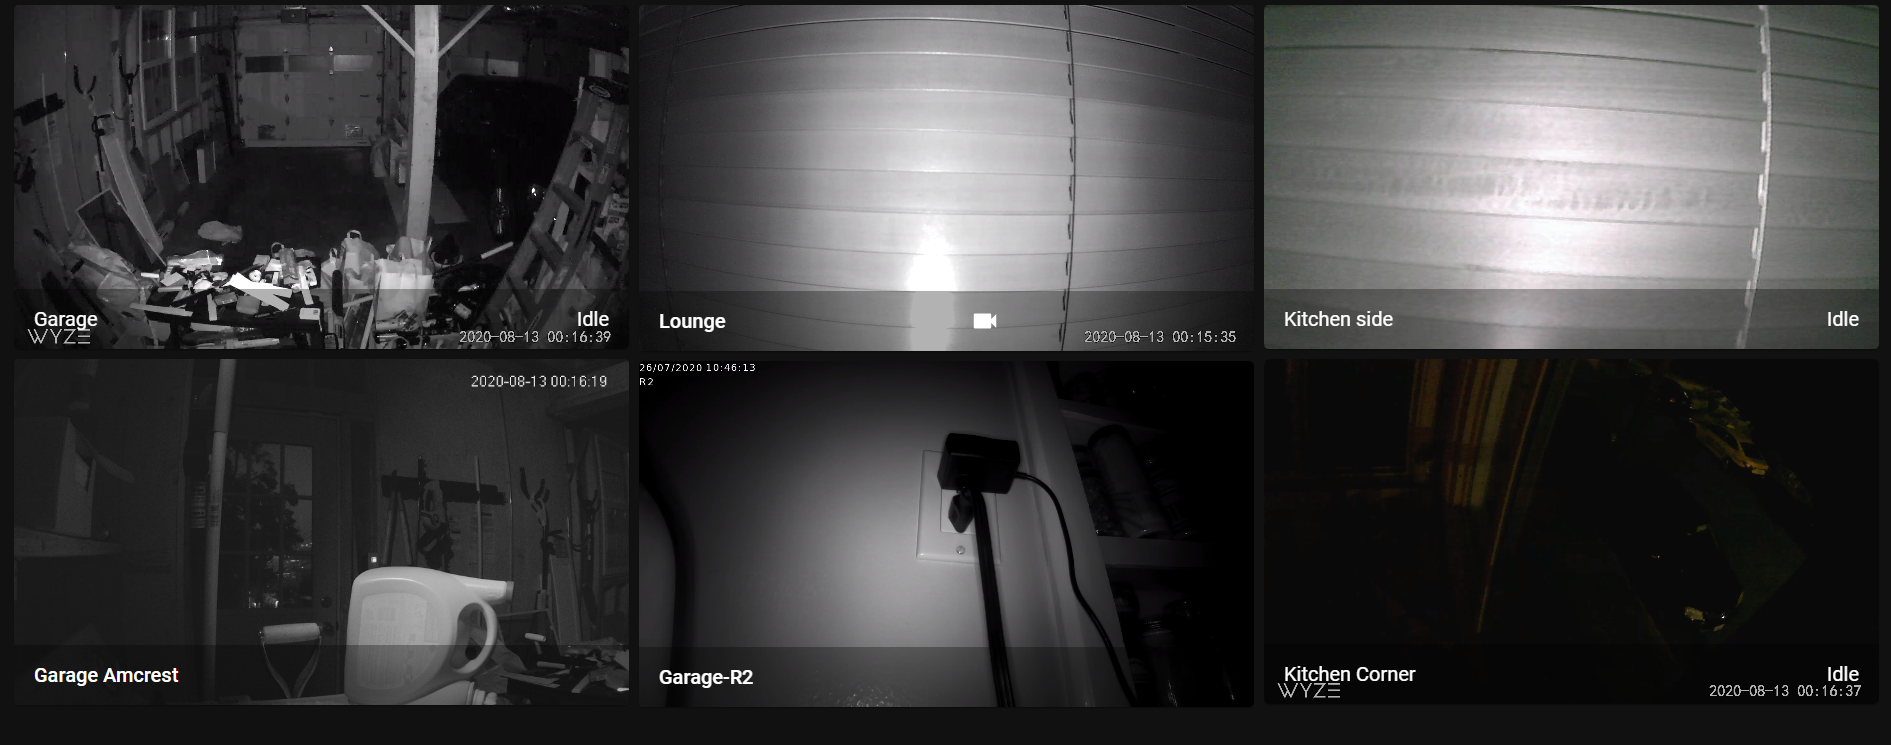 Garage
Idle
WYZE
2020-08-13 00:16:39
Lounge
2020-08-13 00:15:35
Kitchen side
Idle
2020-08-13 00:16:19
Garage Amcrest
26/07/2020 10:46:13
R2
Garage-R2
Kitchen Corner
Idle
WYZE
2020-08-13 00:16:37